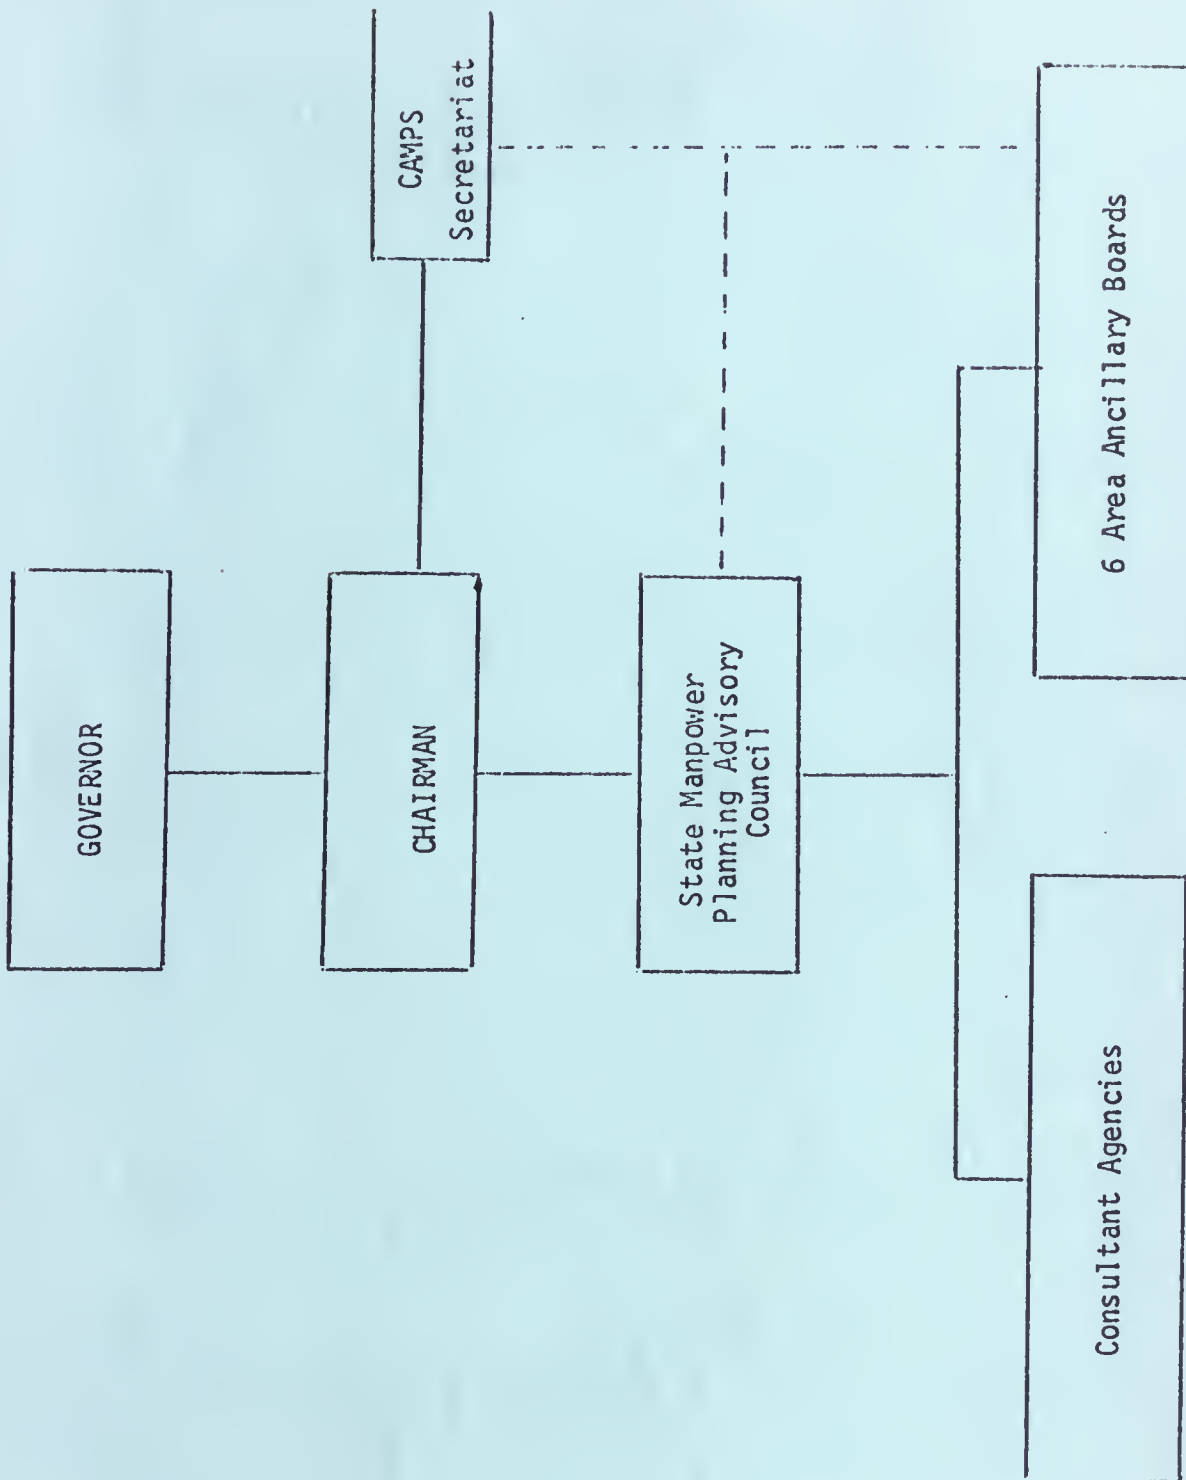 GOVERNOR
CHAIRMAN
CAMPS
Secretariat
State Manpower
Planning Advisory
Council
Consultant Agencies
6 Area Ancillary Boards